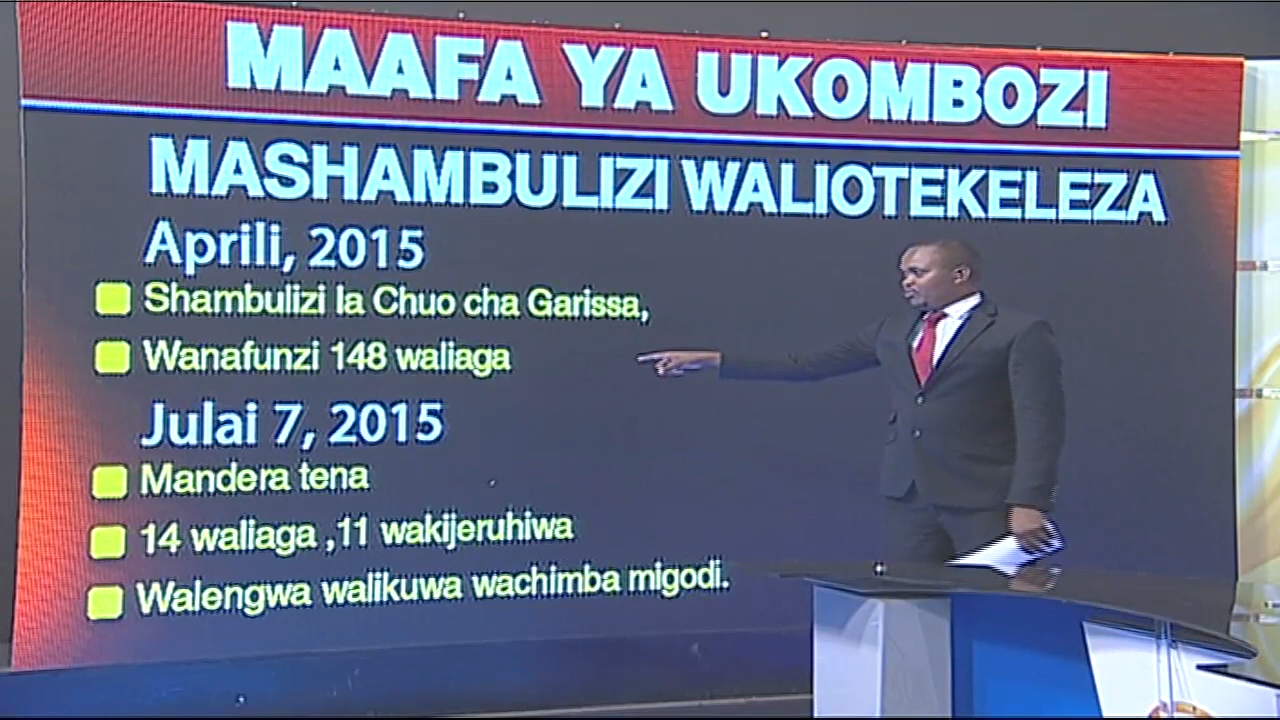 MAAFA YA UKOMBOZI
MASHAMBULIZI WALIOTEKELEZA
Aprili, 2015
Shambulizi la Chuo cha Garissa,
Wanafunzi 148 waliaga
Julai 7, 2015
Mandera tena
14 waliaga ,11 wakijeruhiwa
Walengwa walikuwa wachimba migodi.